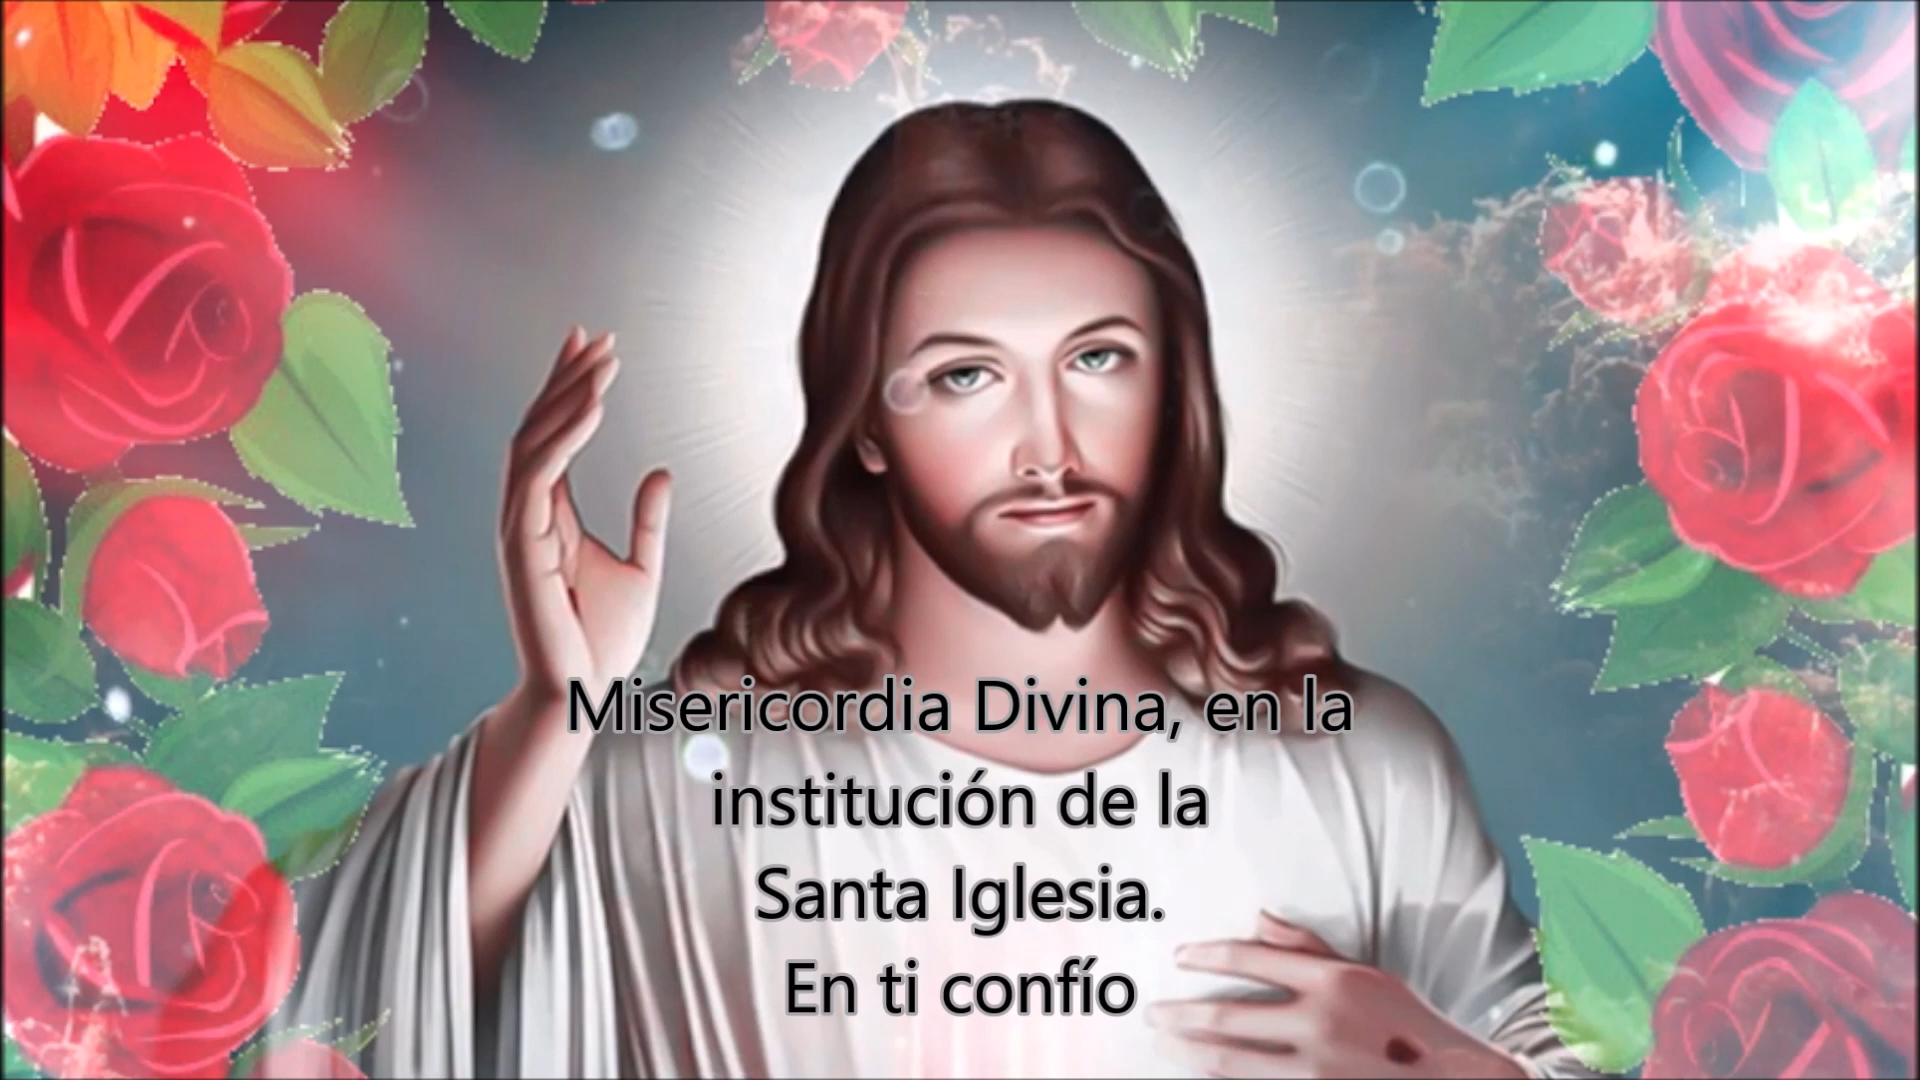 Misericordia Divina, en la
institución de la
Santa Iglesia.
En ti confío